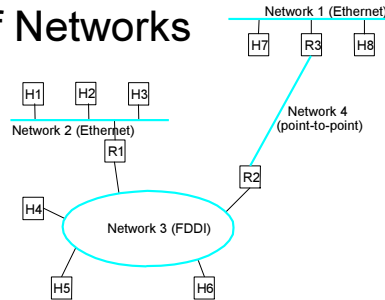 f Networks
Network 1 (Ethernet)
H7 R3 H8
H1 H2 H3
Network 2 (Ethernet)
R1
Network 4
(point-to-point)
R2
H4
Network 3 (FDDI)
H5 H6